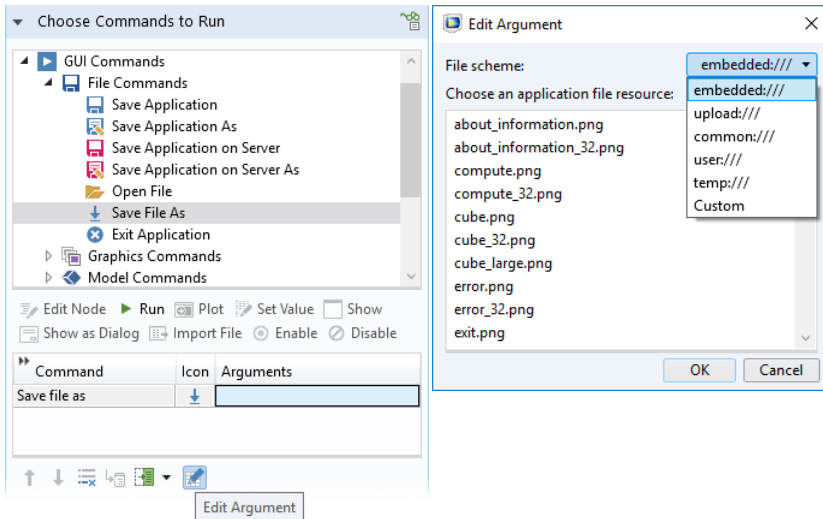 Choose Commands to Run
GUI Commands
File Commands
Save Application
Save Application As
Save Application on Server
Save Application on Server As
Open File
Save File As
Exit Application
Graphics Commands
Model Commands
Edit Node Run Plot Set Value Show
Show as Dialog Import File Enable Disable
Command Icon Arguments
Save file as
Edit Argument
Edit Argument
File scheme: embedded:///
Choose an application file resource:
embedded:///
upload:///
common:///
user:///
temp:///
Custom
about_information.png
about_information_32.png
compute.png
compute_32.png
cube.png
cube_32.png
cube_large.png
error.png
error_32.png
exit.png
OK Cancel